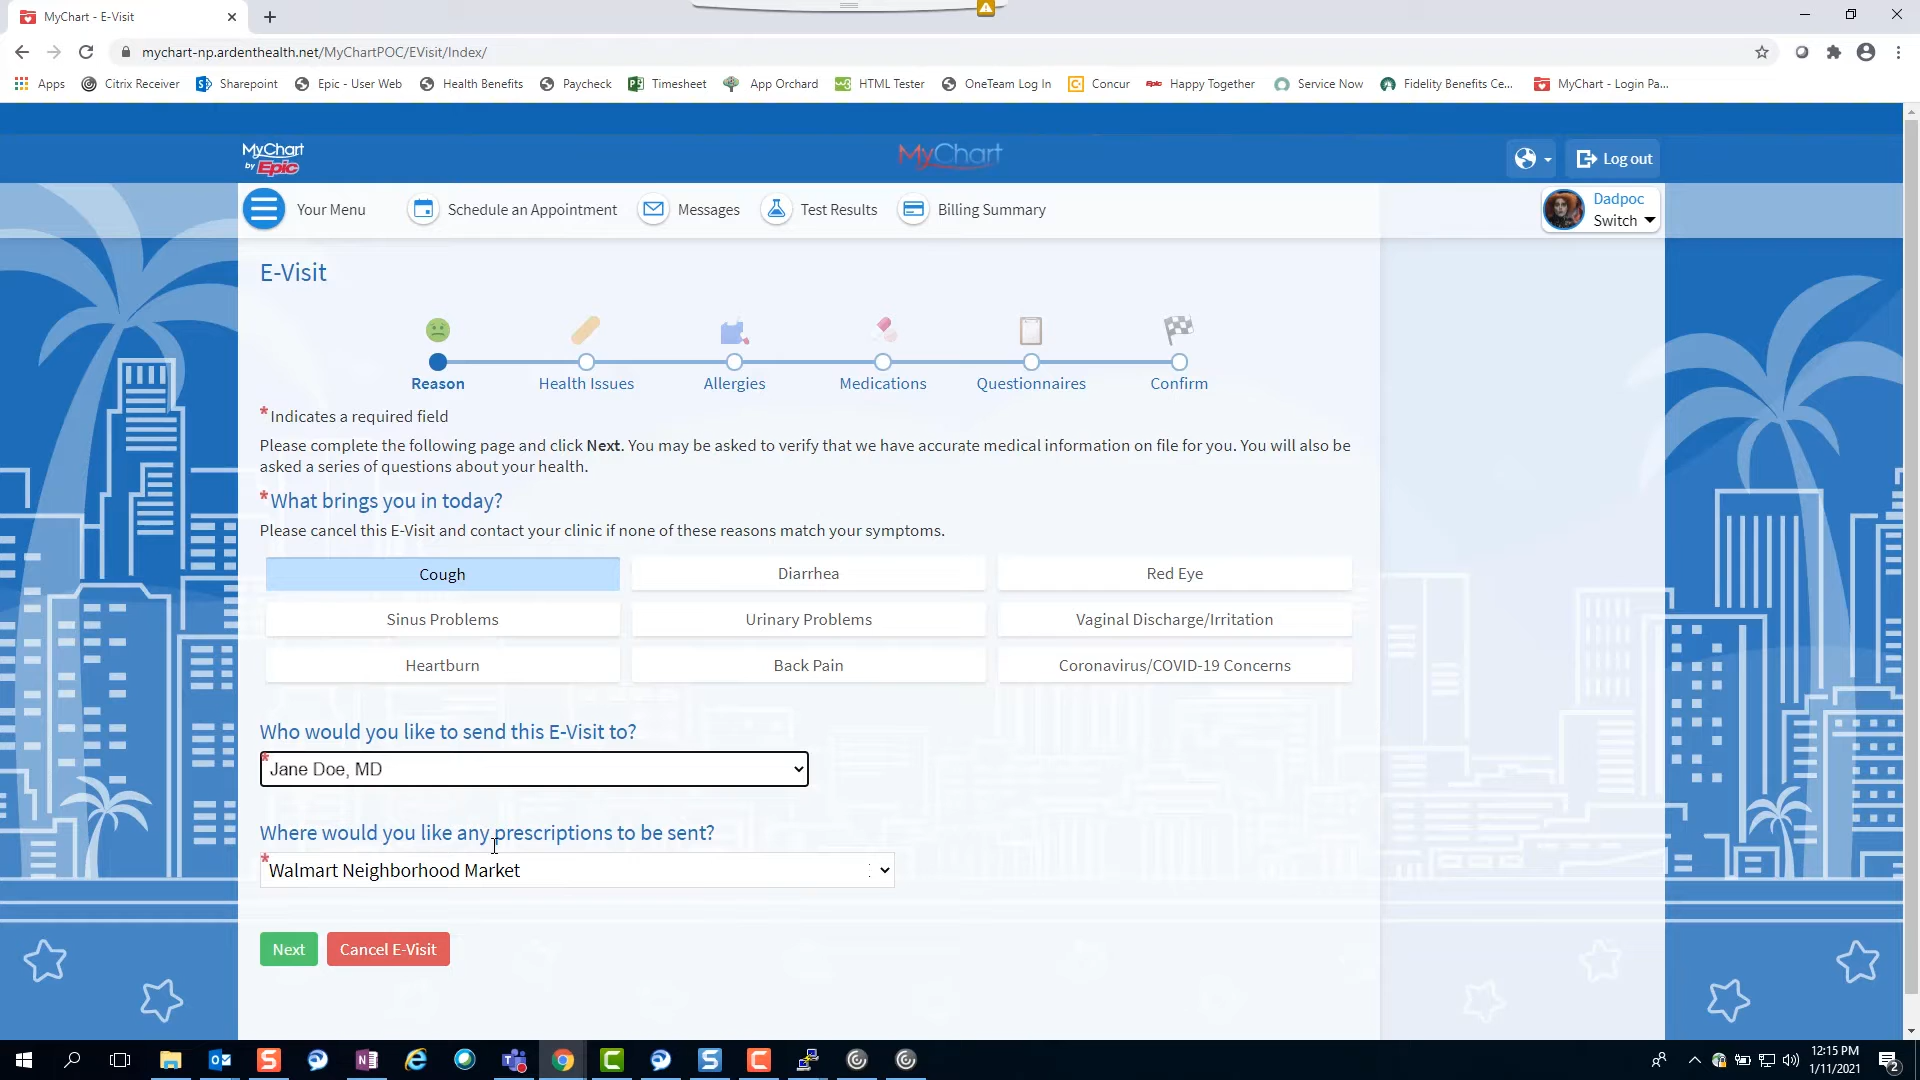 MyChart - E-Visit
mychart-np.ardenthealth.net/MyChartPOC/EVisit/Index/
Apps Citrix Receiver Sharepoint Epic - User Web Health Benefits Paycheck Timesheet App Orchard HTML Tester OneTeam Log In Concur Happy Together Service Now Fidelity Benefits Ce... MyChart - Login Pa...
MyChart
by Epic
MyChart
Log out
Your Menu Schedule an Appointment Messages Test Results Billing Summary
Dadpoc
Switch
E-Visit
Reason Health Issues Allergies Medications Questionnaires Confirm
*Indicates a required field
Please complete the following page and click Next. You may be asked to verify that we have accurate medical information on file for you. You will also be
asked a series of questions about your health.
*What brings you in today?
Please cancel this E-Visit and contact your clinic if none of these reasons match your symptoms.
Cough Diarrhea Red Eye
Sinus Problems Urinary Problems Vaginal Discharge/Irritation
Heartburn Back Pain Coronavirus/COVID-19 Concerns
Who would you like to send this E-Visit to?
*Jane Doe, MD
Where would you like any prescriptions to be sent?
*Walmart Neighborhood Market
Next Cancel E-Visit
12:15 PM
1/11/2021
2